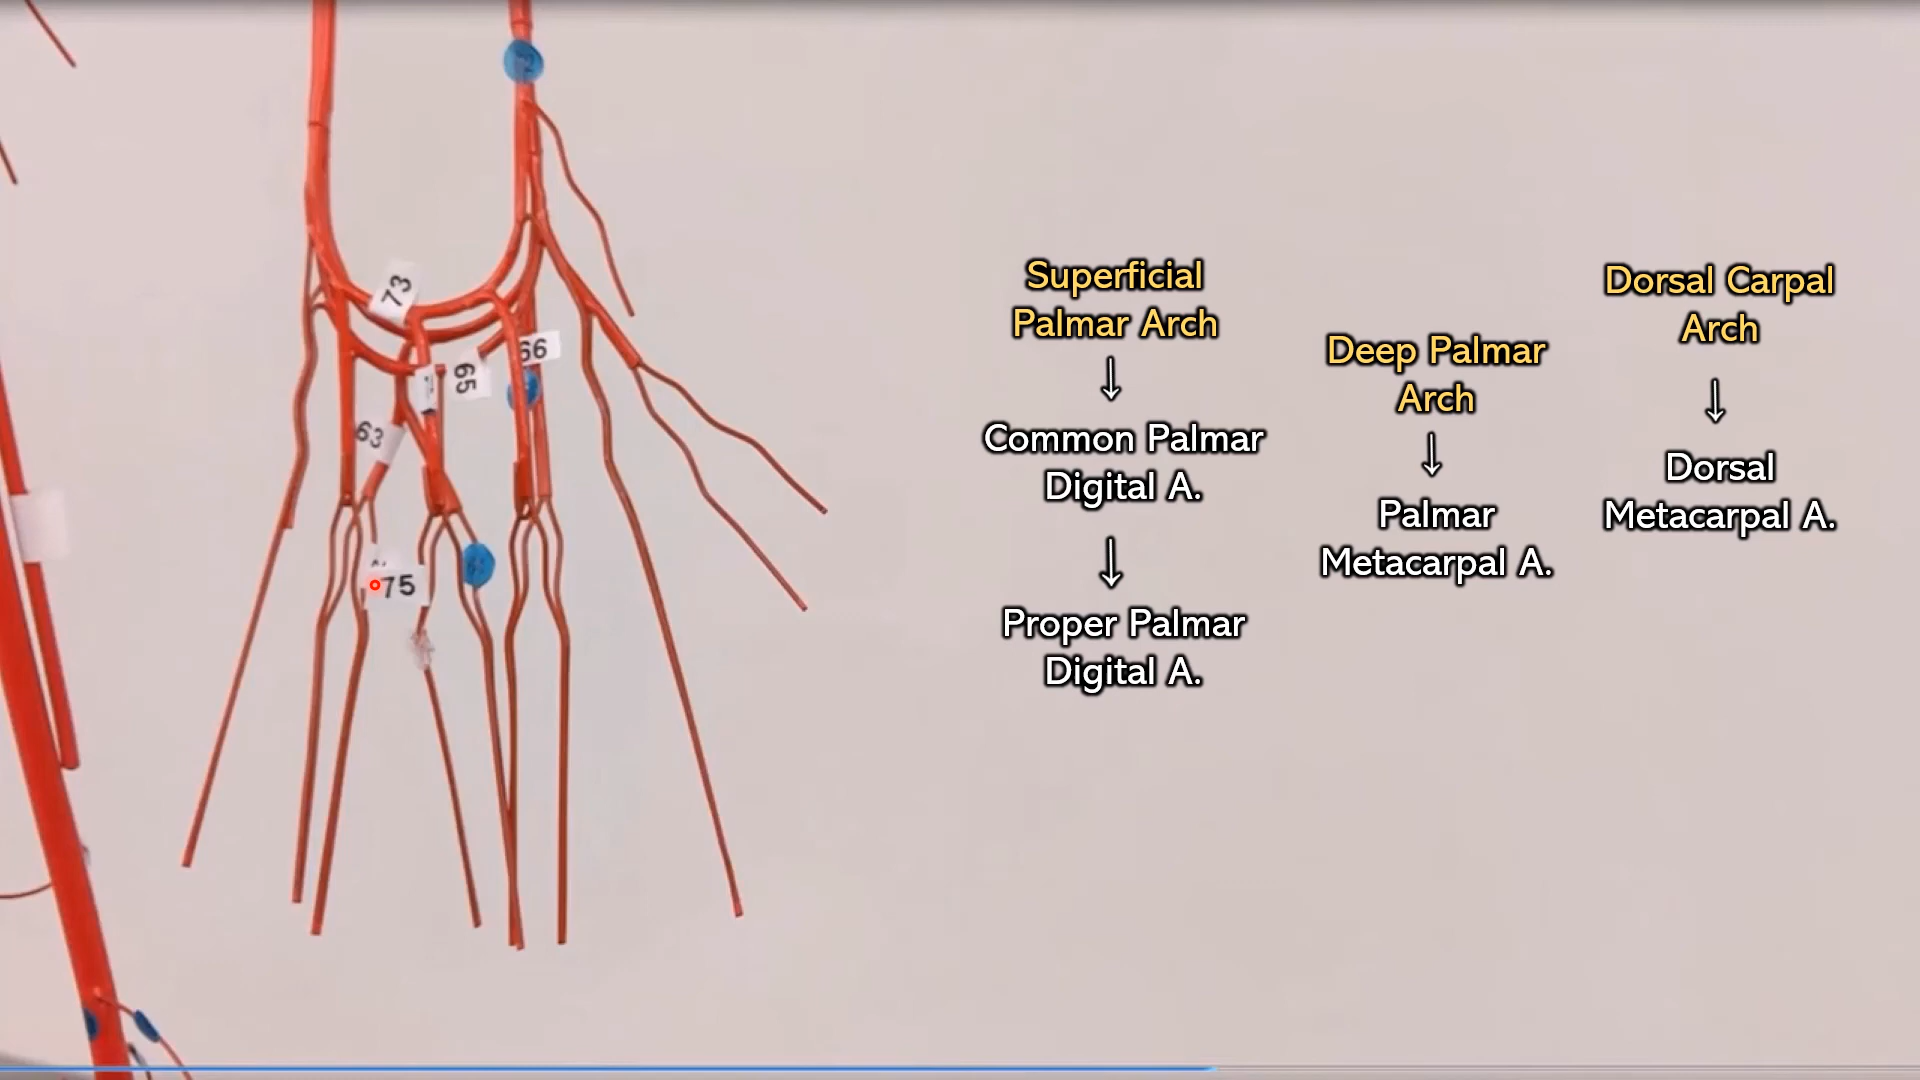 73
66
65
63
75
Superficial
Palmar Arch
↓
Common Palmar
Digital A.
↓
Proper Palmar
Digital A.
Deep Palmar
Arch
↓
Palmar
Metacarpal A.
Dorsal Carpal
Arch
↓
Dorsal
Metacarpal A.